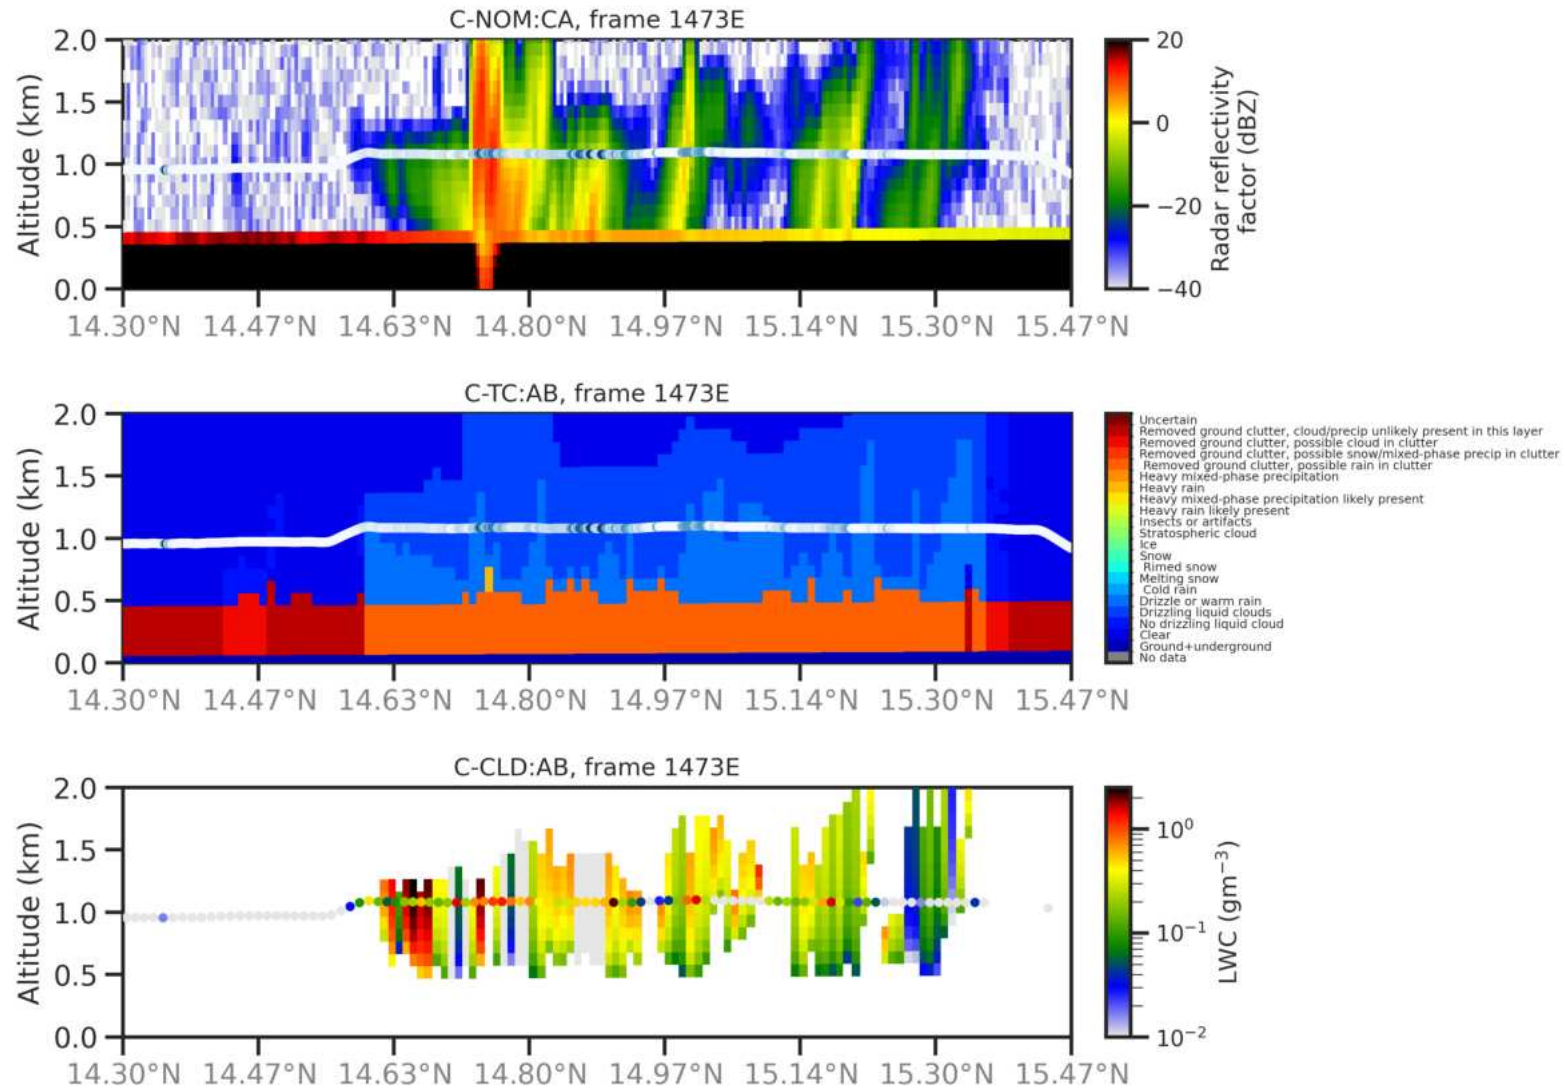 C-NOM:CA, frame 1473E
2.0
1.5
1.0
0.5
0.0
Altitude (km)
14.30°N 14.47°N 14.63°N 14.80°N 14.97°N 15.14°N 15.30°N 15.47°N
20
0
−20
−40
Radar reflectivity
factor (dBZ)
C-TC:AB, frame 1473E
2.0
1.5
1.0
0.5
0.0
Altitude (km)
14.30°N 14.47°N 14.63°N 14.80°N 14.97°N 15.14°N 15.30°N 15.47°N
Uncertain
Removed ground clutter, cloud/precip unlikely present in this layer
Removed ground clutter, possible cloud in clutter
Removed ground clutter, possible snow/mixed-phase precip in clutter
Removed ground clutter, possible rain in clutter
Heavy mixed-phase precipitation
Heavy rain
Heavy mixed-phase precipitation likely present
Heavy rain likely present
Insects or artifacts
Stratospheric cloud
Ice
Snow
Rimed snow
Melting snow
Cold rain
Drizzle or warm rain
Drizzling liquid clouds
No drizzling liquid cloud
Clear
Ground+underground
No data
C-CLD:AB, frame 1473E
2.0
1.5
1.0
0.5
0.0
Altitude (km)
14.30°N 14.47°N 14.63°N 14.80°N 14.97°N 15.14°N 15.30°N 15.47°N
10⁰
10⁻¹
10⁻²
LWC (gm⁻³)